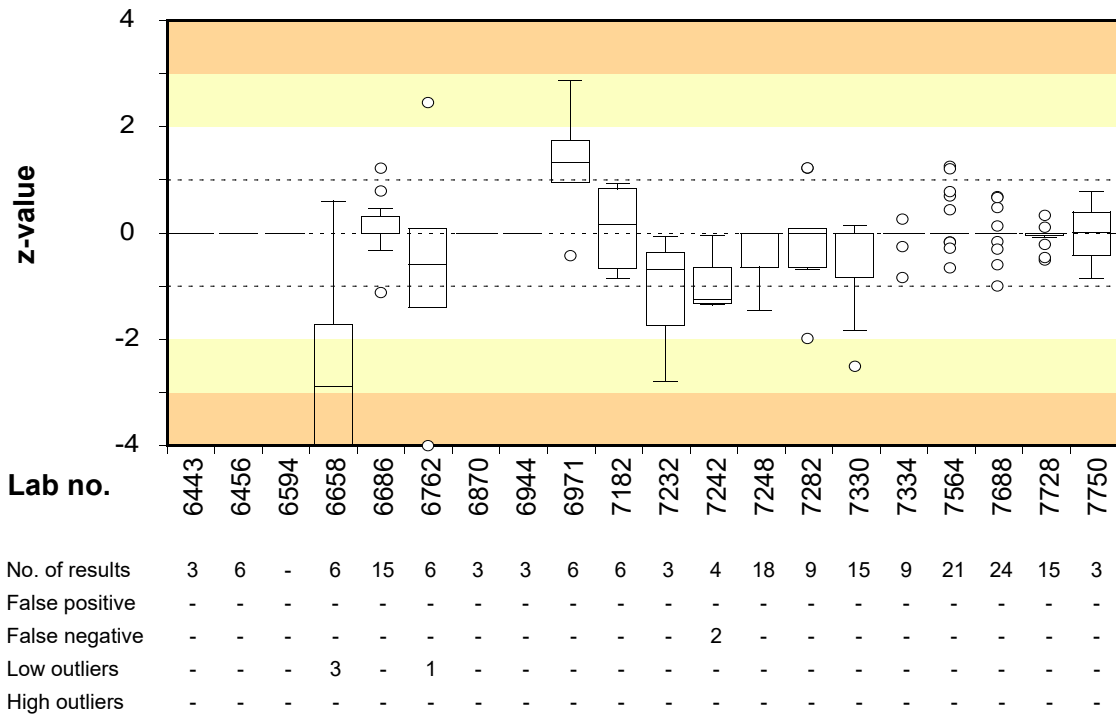 4
2
0
-2
-4
z-value
Lab no.
6443 6456 6594 6658 6686 6762 6870 6944 6971 7182 7232 7242 7248 7282 7330 7334 7564 7688 7728 7750
No. of results 3 6 - 6 15 6 3 3 6 6 3 4 18 9 15 9 21 24 15 3
False positive - - - - - - - - - - - - - - - - - - - -
False negative - - - - - - - - - - - 2 - - - - - - - -
Low outliers - - - 3 - 1 - - - - - - - - - - - - - -
High outliers - - - - - - - - - - - - - - - - - - - -